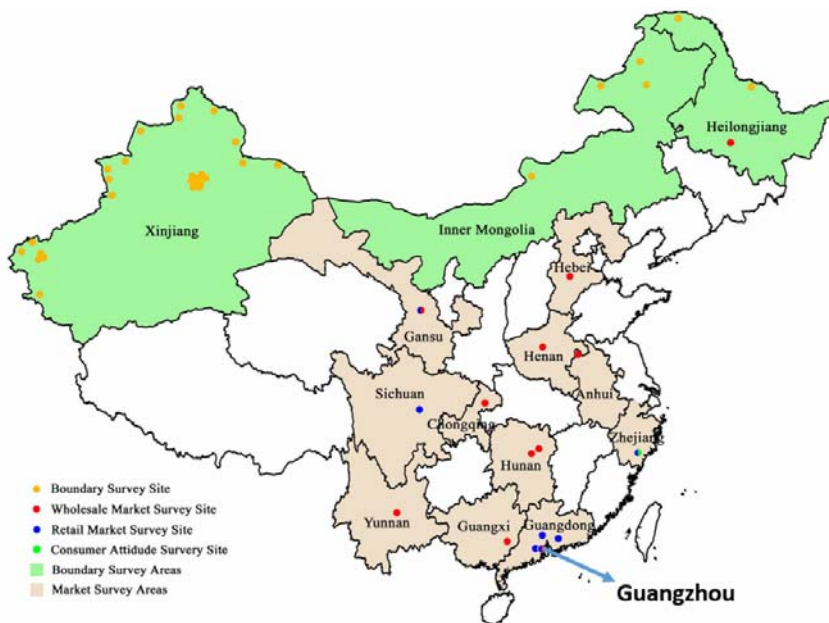 Heilongjiang
Xinjiang
Inner Mongolia
Hebei
Gansu
Henan
Sichuan
Anhui
Chongqing
Zhejiang
Hunan
Yunnan
Guangxi
Guangdong
Guangzhou
Boundary Survey Site
Wholesale Market Survey Site
Retail Market Survey Site
Consumer Attidude Survery Site
Boundary Survey Areas
Market Survey Areas